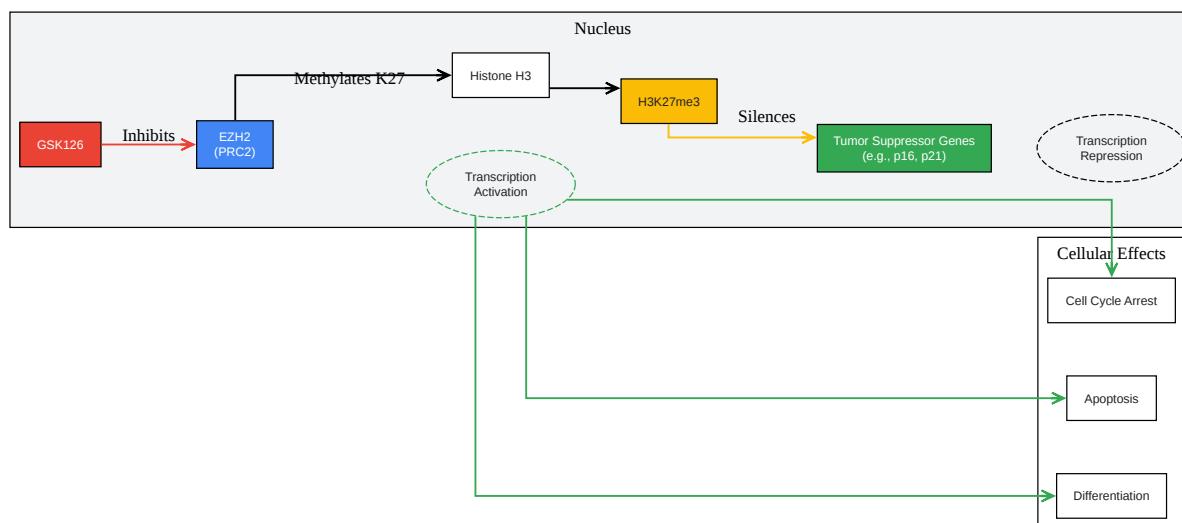 Nucleus
Methylates K27
Histone H3
H3K27me3
Silences
GSK126
Inhibits
EZH2
(PRC2)
Tumor Suppressor Genes
(e.g., p16, p21)
Transcription
Repression
Transcription
Activation
Cellular Effects
Cell Cycle Arrest
Apoptosis
Differentiation